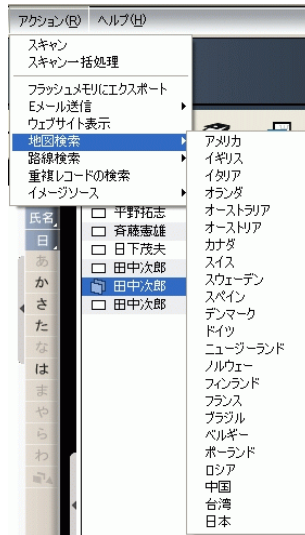 アクション(R) ヘルプ(H)
スキャン
スキャン一括処理
フラッシュメモリにエクスポート
Eメール送信
ウェブサイト表示
地図検索
路線検索
重複レコードの検索
イメージソース
アメリカ
イギリス
イタリア
オランダ
オーストラリア
オーストリア
カナダ
スイス
スウェーデン
スペイン
デンマーク
ドイツ
ニュージーランド
ノルウェー
フィンランド
フランス
ブラジル
ベルギー
ポーランド
ロシア
中国
台湾
日本
氏名
日
あ
か
さ
た
な
は
ま
や
ら
わ
平野拓志
斉藤憲雄
日下茂夫
田中次郎
田中次郎
田中次郎